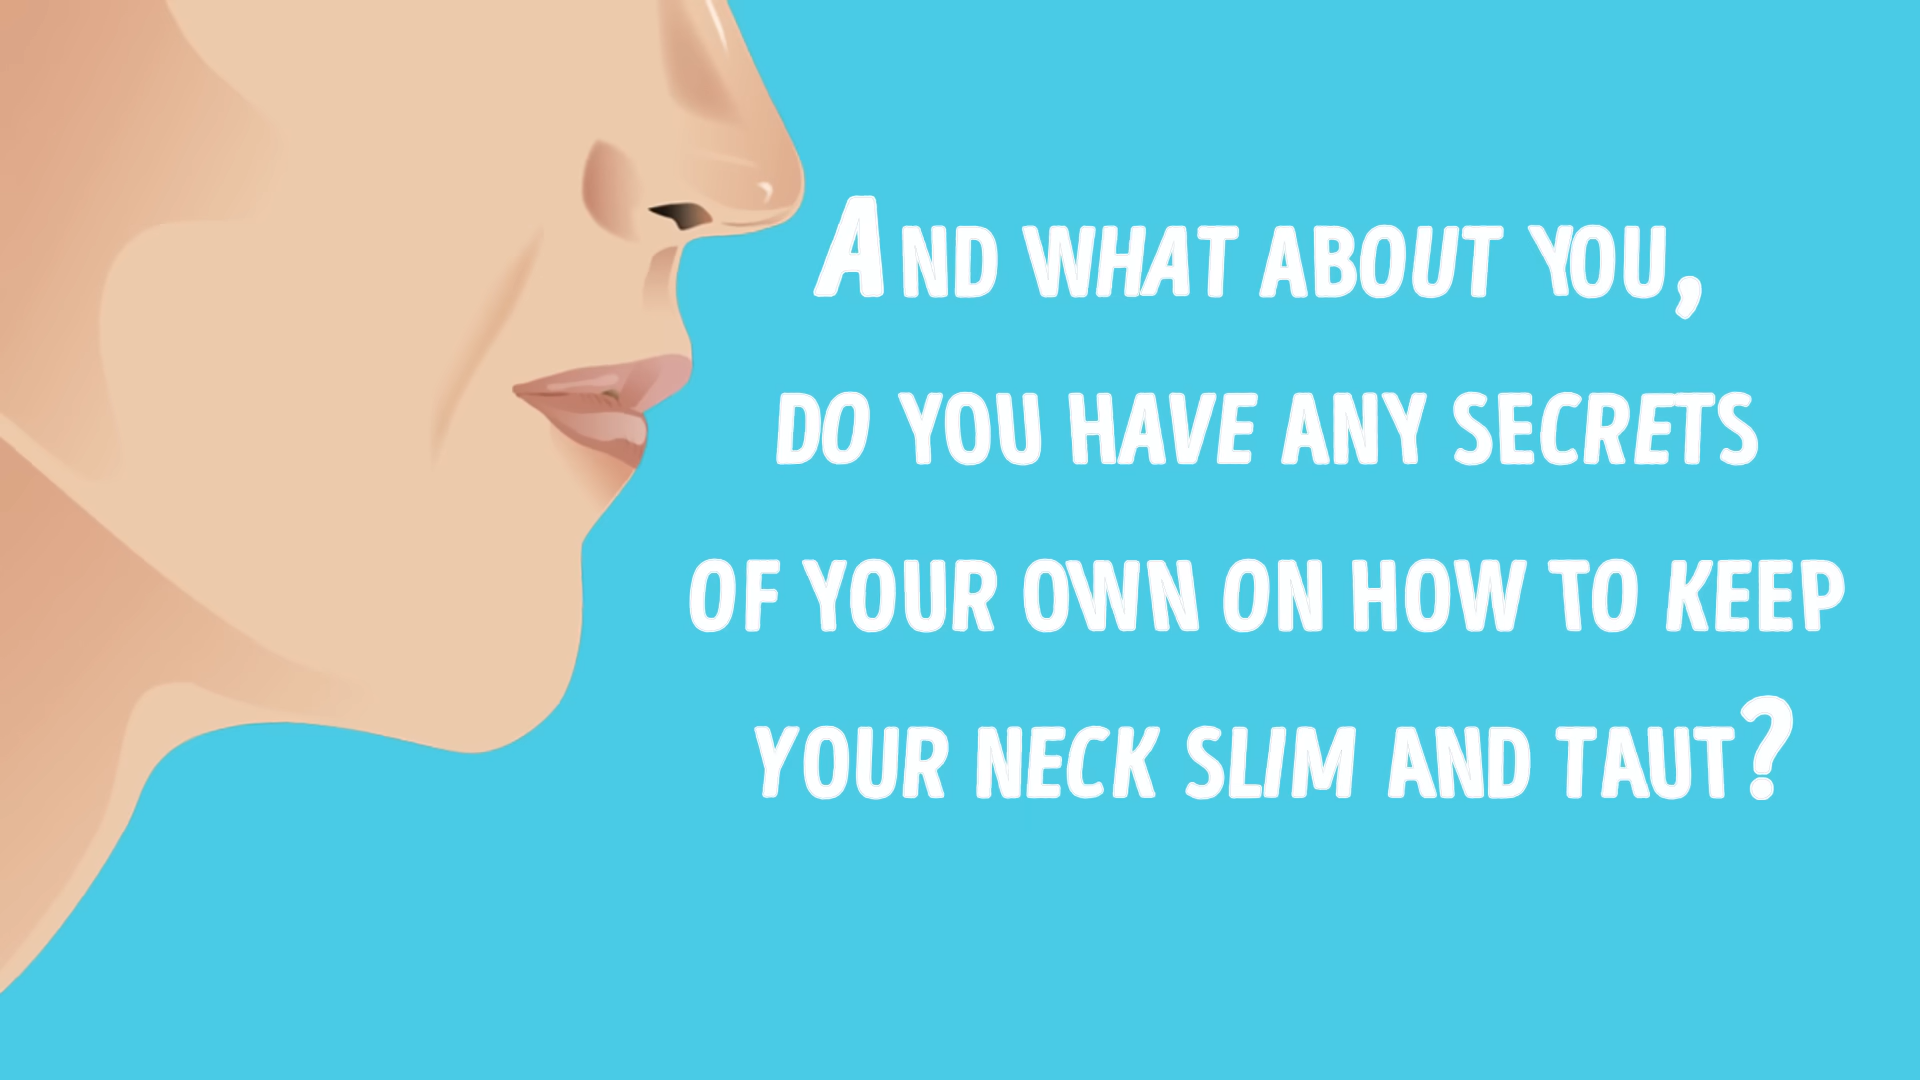 And what about you,
do you have any secrets
of your own on how to keep
your neck slim and taut?